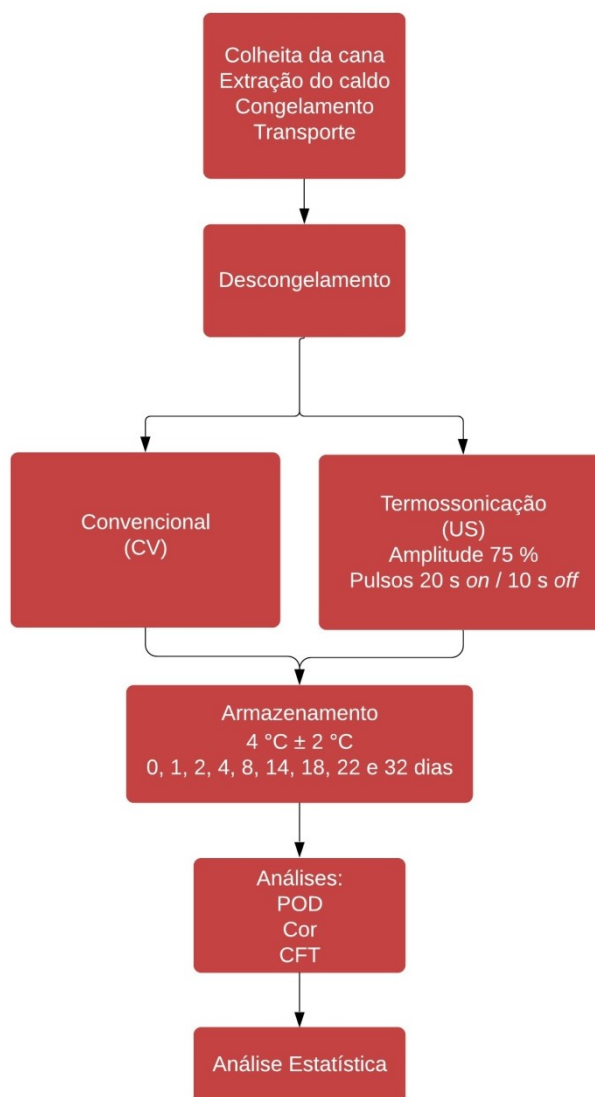 Colheita da cana
Extração do caldo
Congelamento
Transporte
Descongelamento
Convencional
(CV)
Termossonicação
(US)
Amplitude 75 %
Pulsos 20 s on / 10 s off
Armazenamento
4 °C ± 2 °C
0, 1, 2, 4, 8, 14, 18, 22 e 32 dias
Análises:
POD
Cor
CFT
Análise Estatística